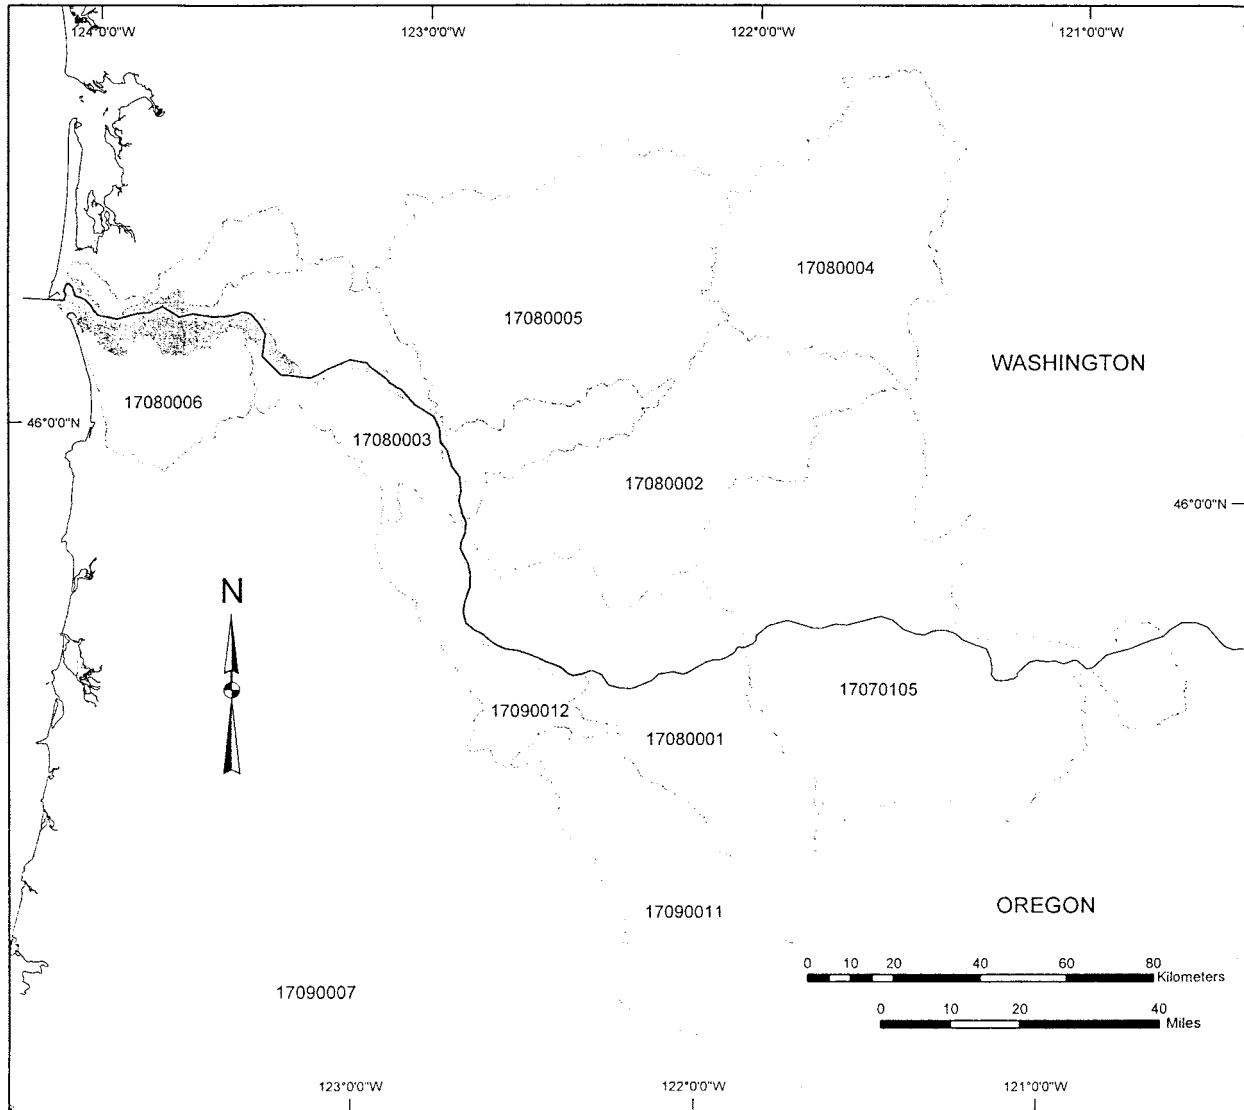 124°0'0"W 123°0'0"W 122°0'0"W 121°0'0"W
17080004
17080005
WASHINGTON
17080006
46°0'0"N
17080003
17080002
46°0'0"N
N
17070105
17090012
17080001
OREGON
17090011
0 10 20 40 60 80
Kilometers
17090007
0 10 20 40
Miles
123°0'0"W 122°0'0"W 121°0'0"W